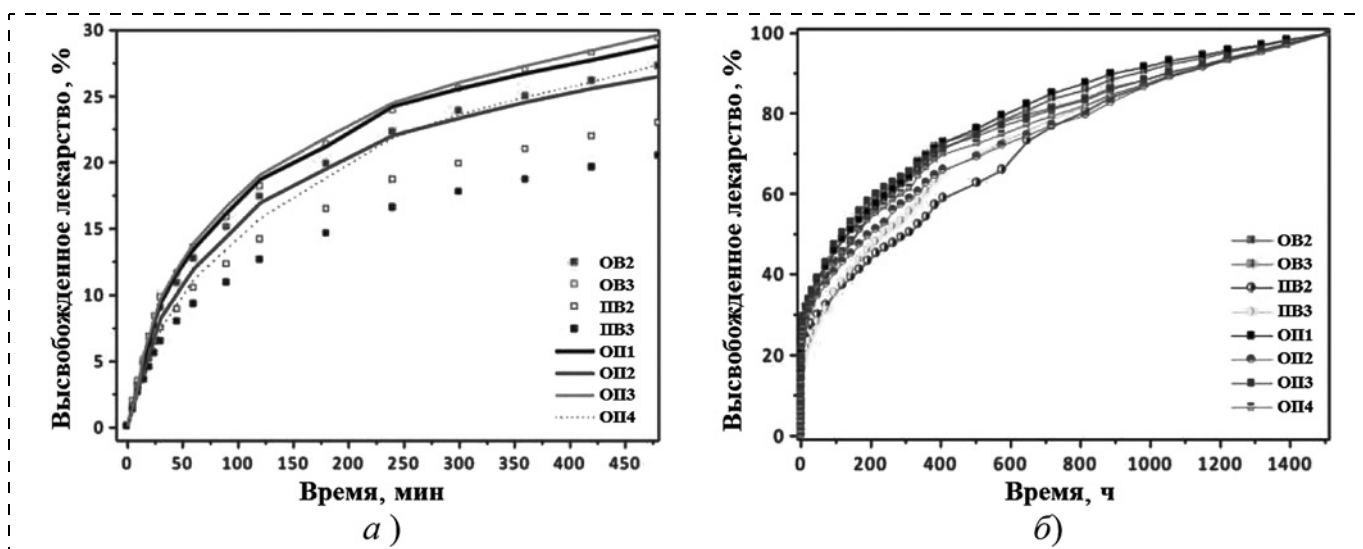 Высвобожденное лекарство, %
30
25
20
15
10
5
0
0 50 100 150 200 250 300 350 400 450
Время, мин
ОВ2
ОВ3
ПВ2
ПВ3
ОП1
ОП2
ОП3
ОП4
а )
Высвобожденное лекарство, %
100
80
60
40
20
0
0 200 400 600 800 1000 1200 1400
Время, ч
ОВ2
ОВ3
ПВ2
ПВ3
ОП1
ОП2
ОП3
ОП4
б)